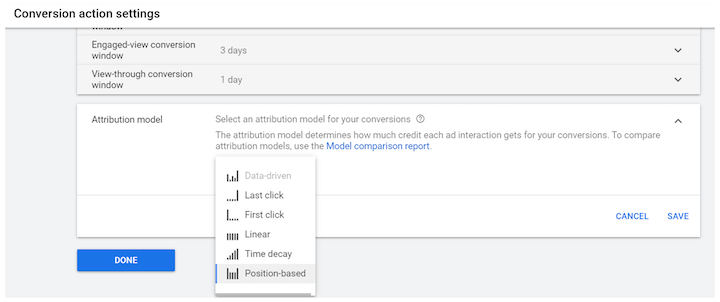 Conversion action settings
window
Engaged-view conversion
window
3 days
View-through conversion
window
1 day
Attribution model
Select an attribution model for your conversions
The attribution model determines how much credit each ad interaction gets for your conversions. To compare
attribution models, use the Model comparison report.
Data-driven
Last click
First click
Linear
Time decay
Position-based
CANCEL SAVE
DONE